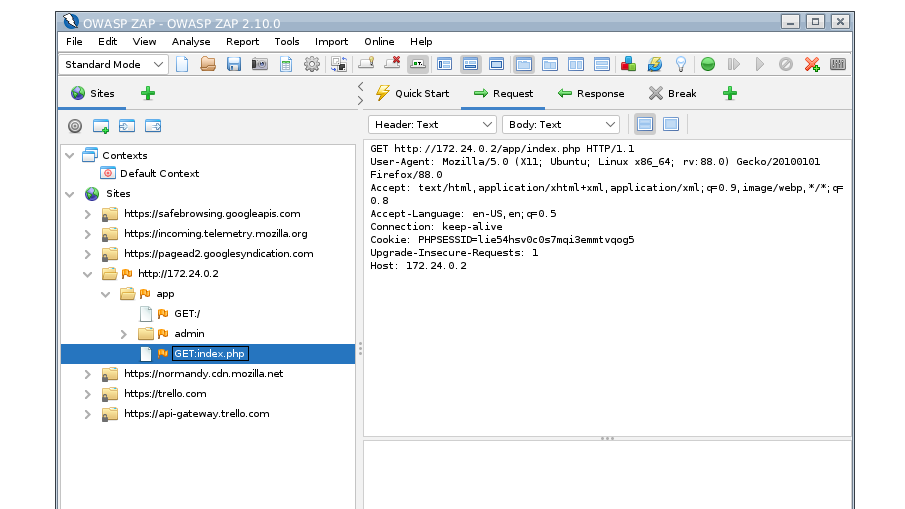 OWASP ZAP - OWASP ZAP 2.10.0
File Edit View Analyse Report Tools Import Online Help
Standard Mode
Sites
Quick Start Request Response Break
Header: Text Body: Text
Contexts
Default Context
Sites
https://safebrowsing.googleapis.com
https://incoming.telemetry.mozilla.org
https://pagead2.googlesyndication.com
http://172.24.0.2
app
GET:/
admin
GET:index.php
https://normandy.cdn.mozilla.net
https://trello.com
https://api-gateway.trello.com
GET http://172.24.0.2/app/index.php HTTP/1.1
User-Agent: Mozilla/5.0 (X11; Ubuntu; Linux x86_64; rv:88.0) Gecko/20100101
Firefox/88.0
Accept: text/html,application/xhtml+xml,application/xml;q=0.9,image/webp,*/*;q=
0.8
Accept-Language: en-US,en;q=0.5
Connection: keep-alive
Cookie: PHPSESSID=lie54hsv0c0s7mqi3emmtvqog5
Upgrade-Insecure-Requests: 1
Host: 172.24.0.2